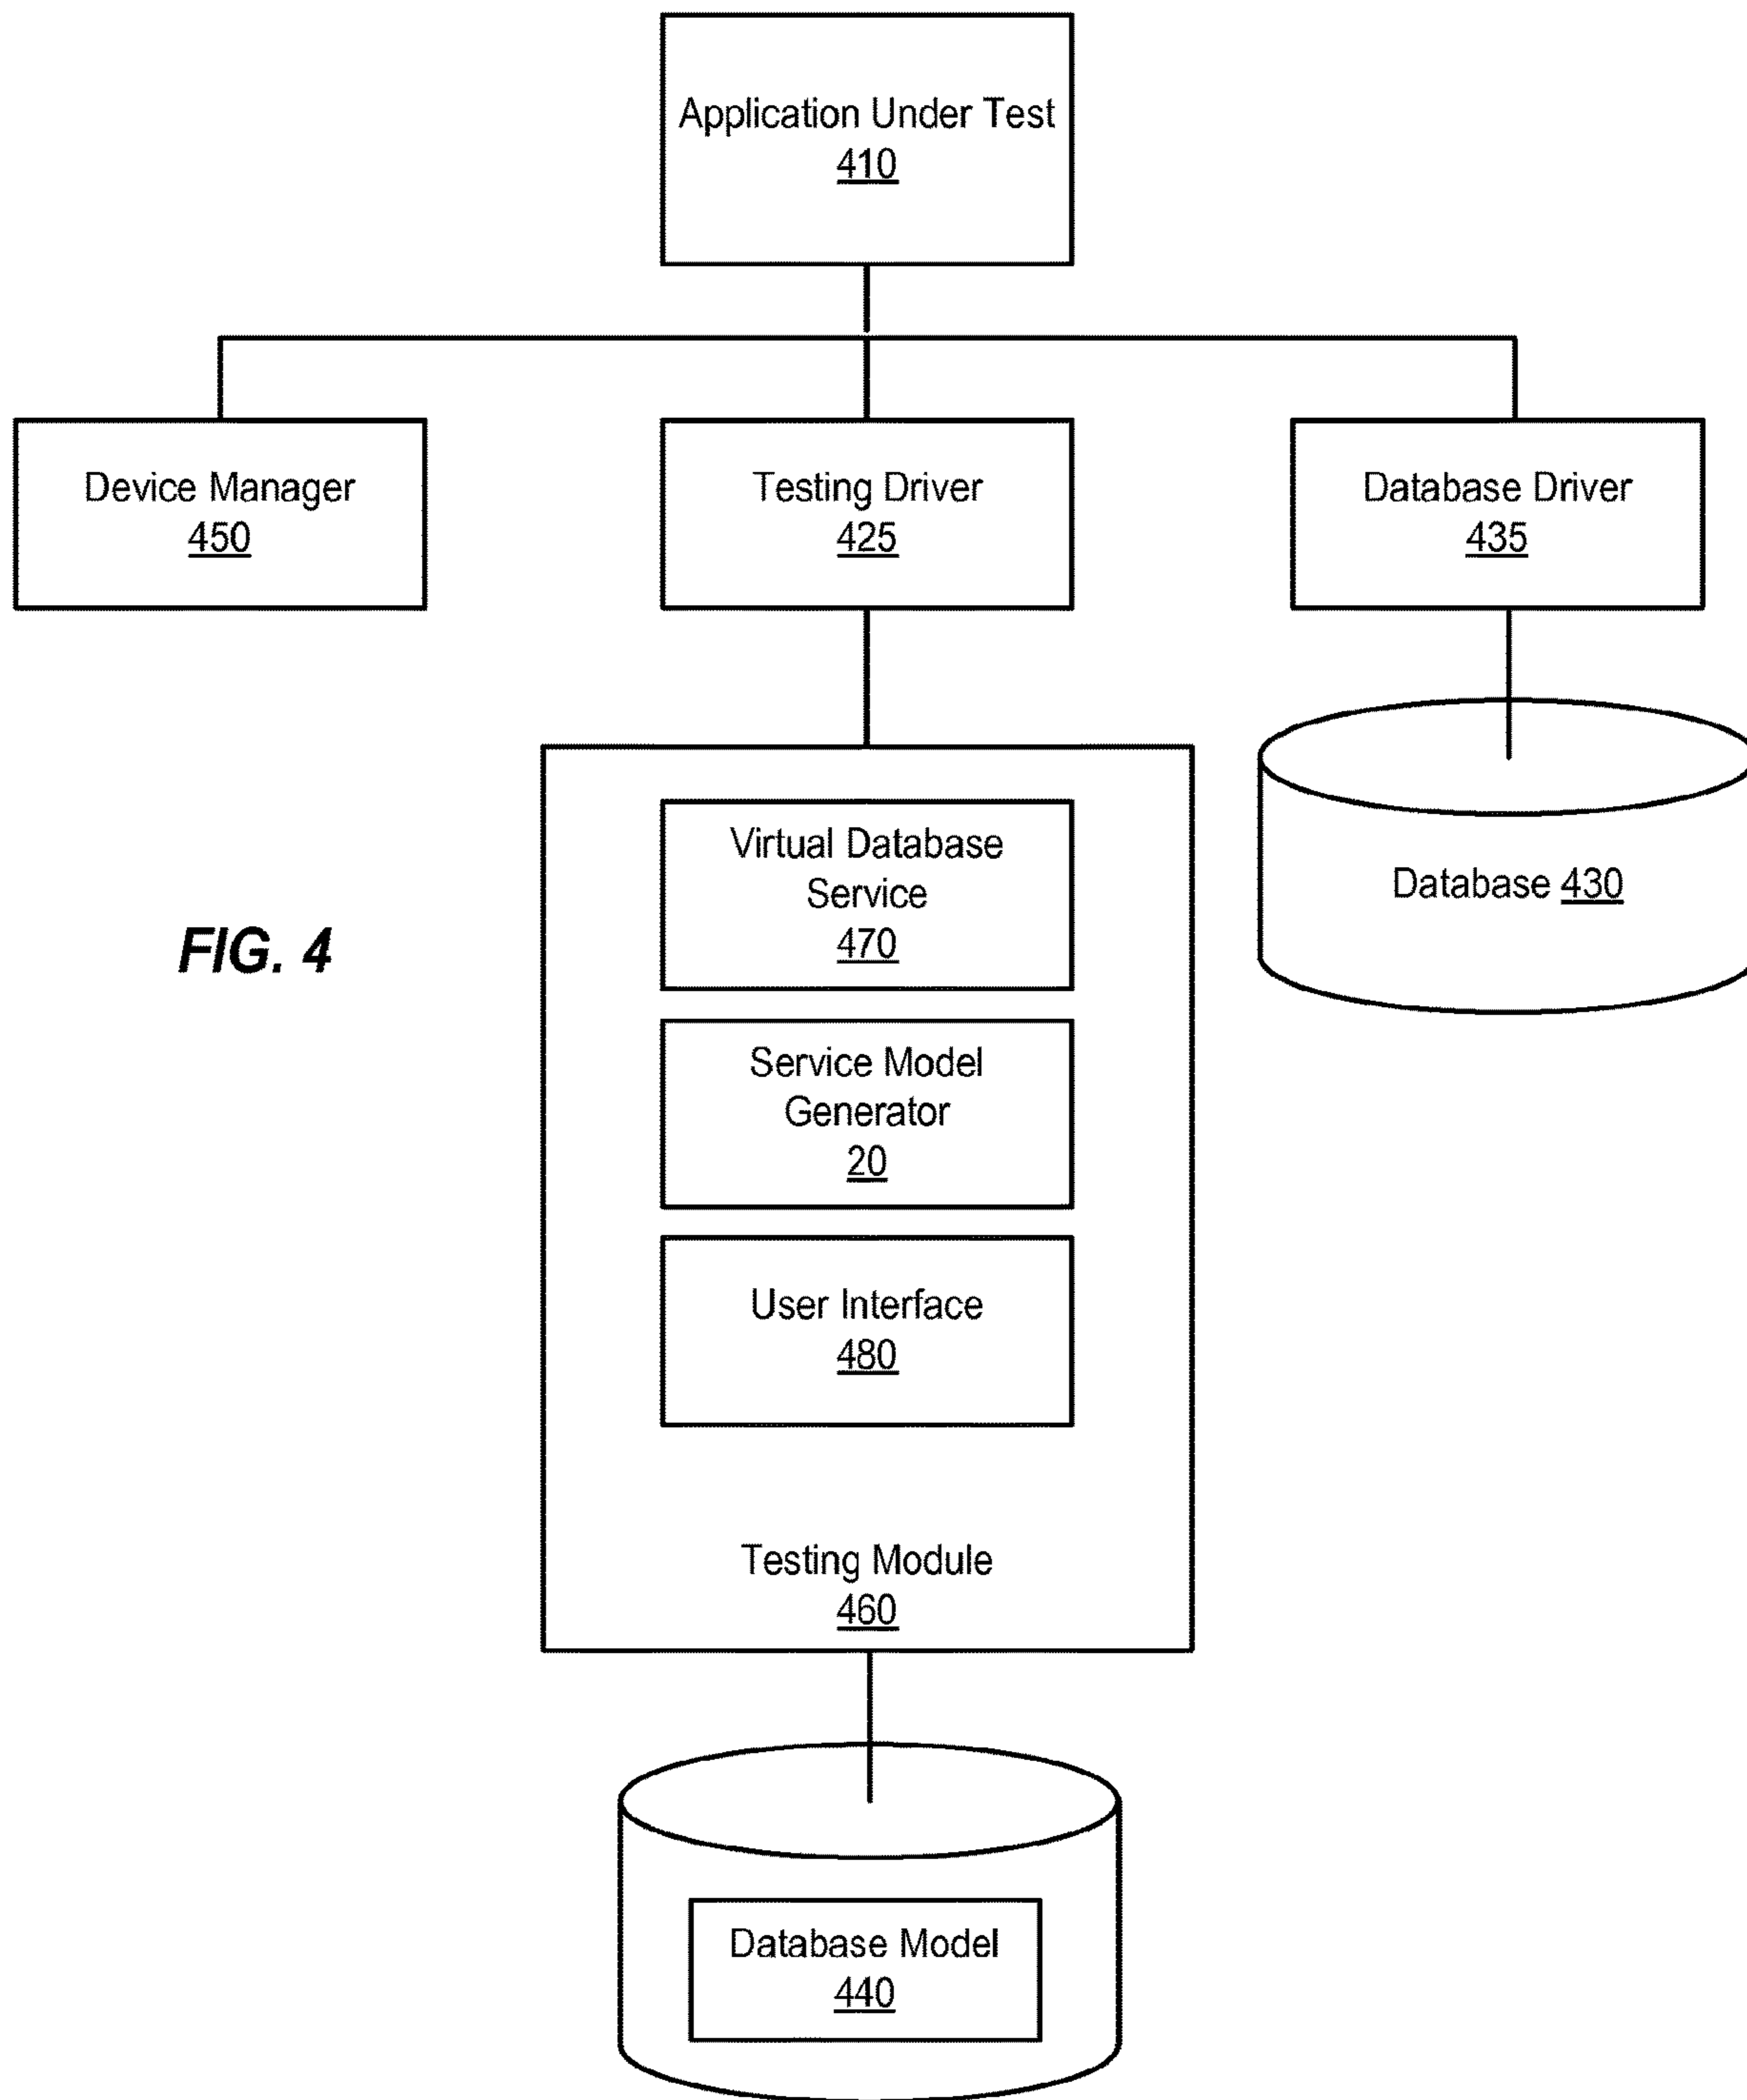 Application Under Test
410
Device Manager
450
Testing Driver
425
Database Driver
435
Virtual Database
Service
470
Database 430
FIG. 4
Service Model
Generator
20
User Interface
480
Testing Module
460
Database Model
440